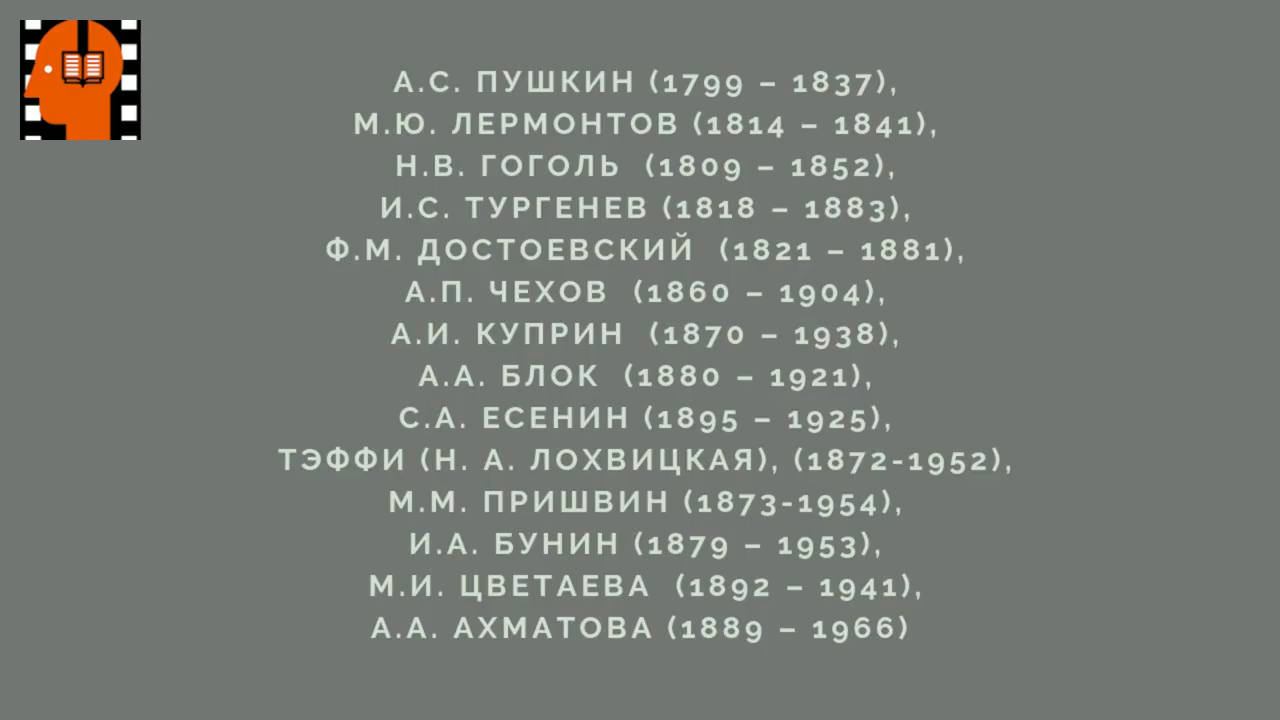 А.С. ПУШКИН (1799 – 1837),
М.Ю. ЛЕРМОНТОВ (1814 – 1841),
Н.В. ГОГОЛЬ (1809 – 1852),
И.С. ТУРГЕНЕВ (1818 – 1883),
Ф.М. ДОСТОЕВСКИЙ (1821 – 1881),
А.П. ЧЕХОВ (1860 – 1904),
А.И. КУПРИН (1870 – 1938),
А.А. БЛОК (1880 – 1921),
С.А. ЕСЕНИН (1895 – 1925),
ТЭФФИ (Н. А. ЛОХВИЦКАЯ), (1872-1952),
М.М. ПРИШВИН (1873-1954),
И.А. БУНИН (1879 – 1953),
М.И. ЦВЕТАЕВА (1892 – 1941),
А.А. АХМАТОВА (1889 – 1966)